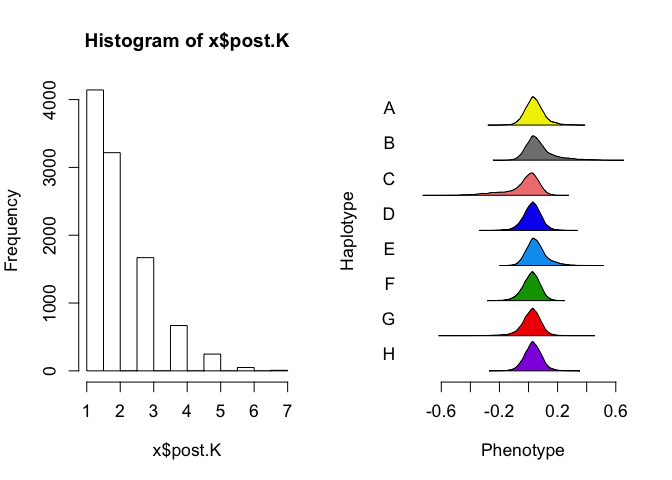 Histogram of x$post.K
Frequency
0
1000
2000
3000
4000
1 2 3 4 5 6 7
x$post.K
Haplotype
A
B
C
D
E
F
G
H
-0.6 -0.2 0.2 0.6
Phenotype